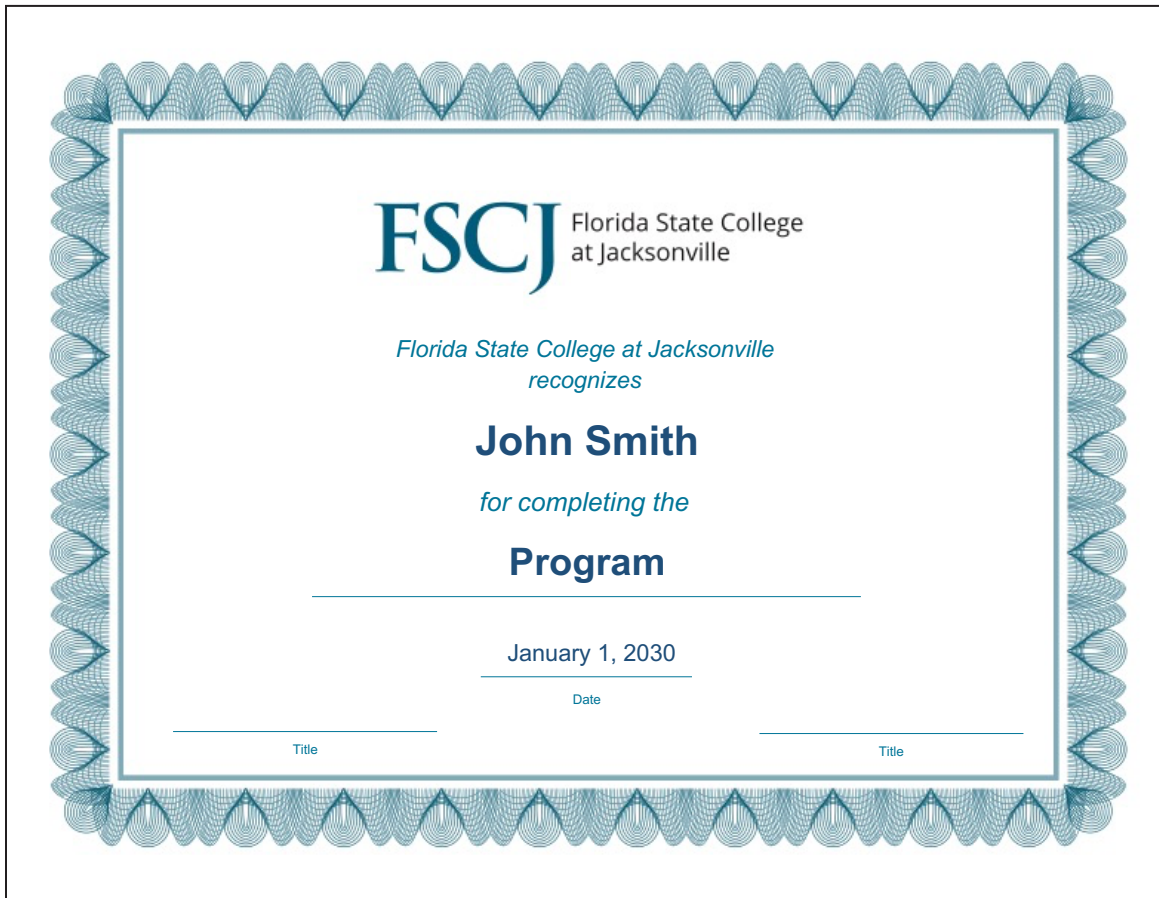 FSCJ
Florida State College
at Jacksonville
Florida State College at Jacksonville
recognizes
John Smith
for completing the
Program
January 1, 2030
Date
Title
Title